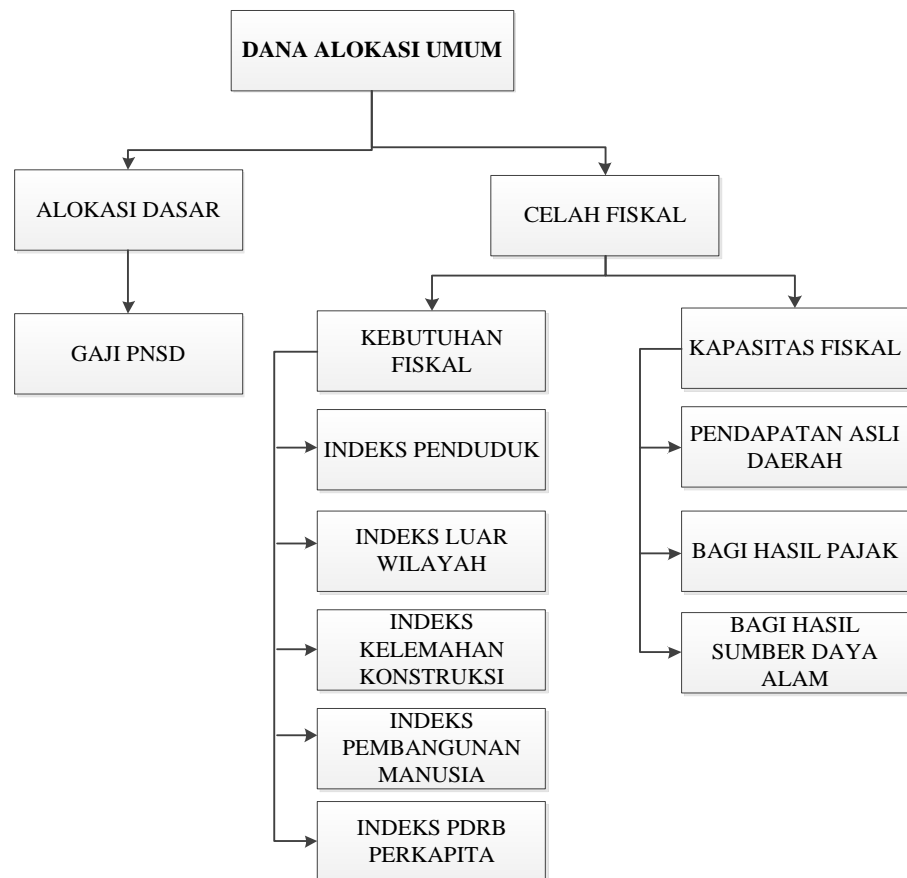 DANA ALOKASI UMUM
ALOKASI DASAR
CELAH FISKAL
GAJI PNSD
KEBUTUHAN
FISKAL
KAPASITAS FISKAL
INDEKS PENDUDUK
PENDAPATAN ASLI
DAERAH
INDEKS LUAR
WILAYAH
BAGI HASIL PAJAK
INDEKS
KELEMAHAN
KONSTRUKSI
BAGI HASIL
SUMBER DAYA
ALAM
INDEKS
PEMBANGUNAN
MANUSIA
INDEKS PDRB
PERKAPITA